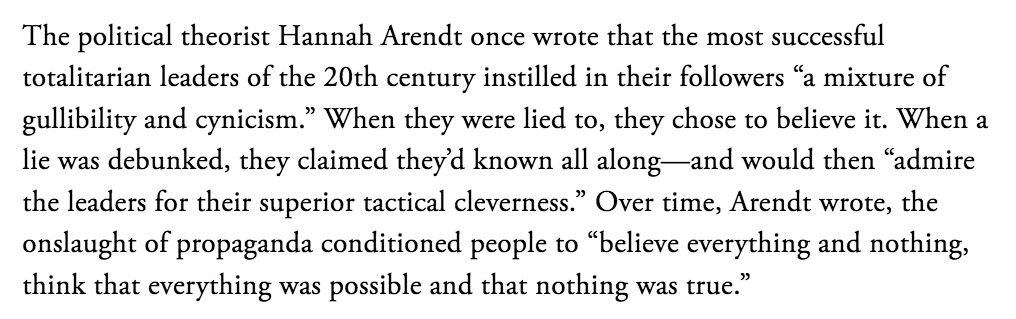 The political theorist Hannah Arendt once wrote that the most successful
totalitarian leaders of the 20th century instilled in their followers “a mixture of
gullibility and cynicism.” When they were lied to, they chose to believe it. When a
lie was debunked, they claimed they’d known all along—and would then “admire
the leaders for their superior tactical cleverness.” Over time, Arendt wrote, the
onslaught of propaganda conditioned people to “believe everything and nothing,
think that everything was possible and that nothing was true.”